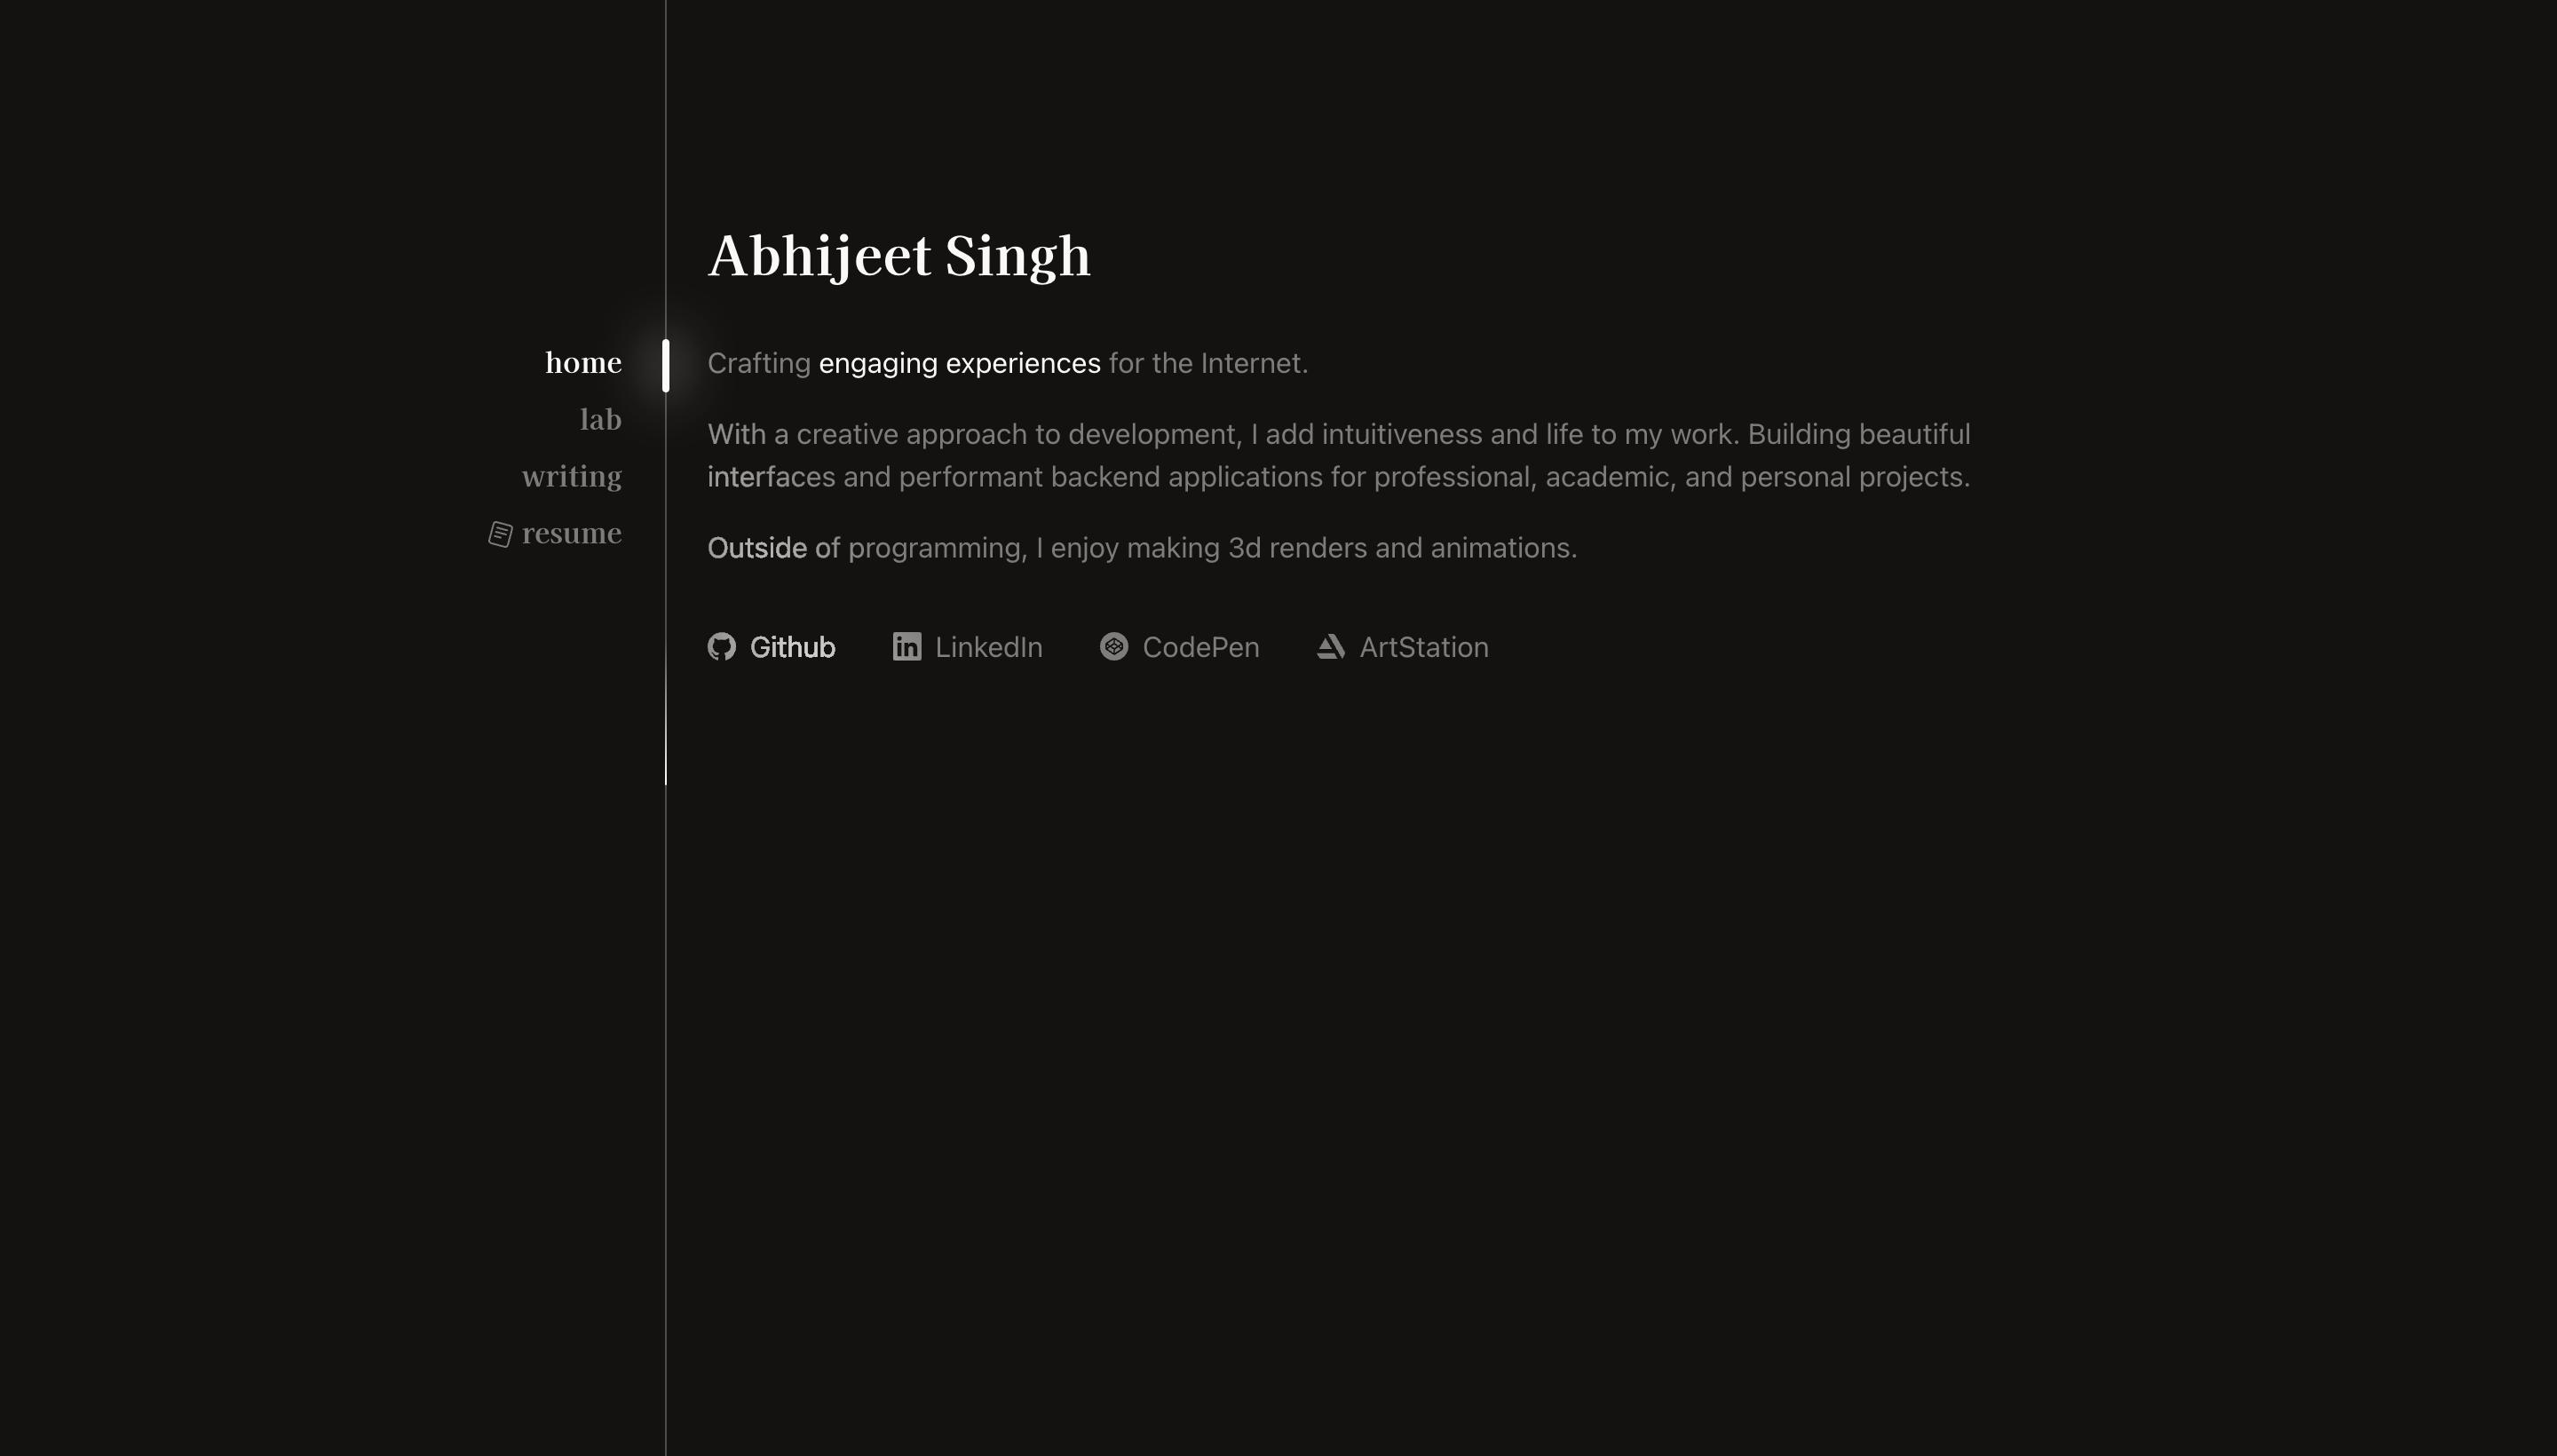 Abhijeet Singh
home
lab
writing
resume
Crafting engaging experiences for the Internet.
With a creative approach to development, I add intuitiveness and life to my work. Building beautiful
interfaces and performant backend applications for professional, academic, and personal projects.
Outside of programming, I enjoy making 3d renders and animations.
Github LinkedIn CodePen ArtStation